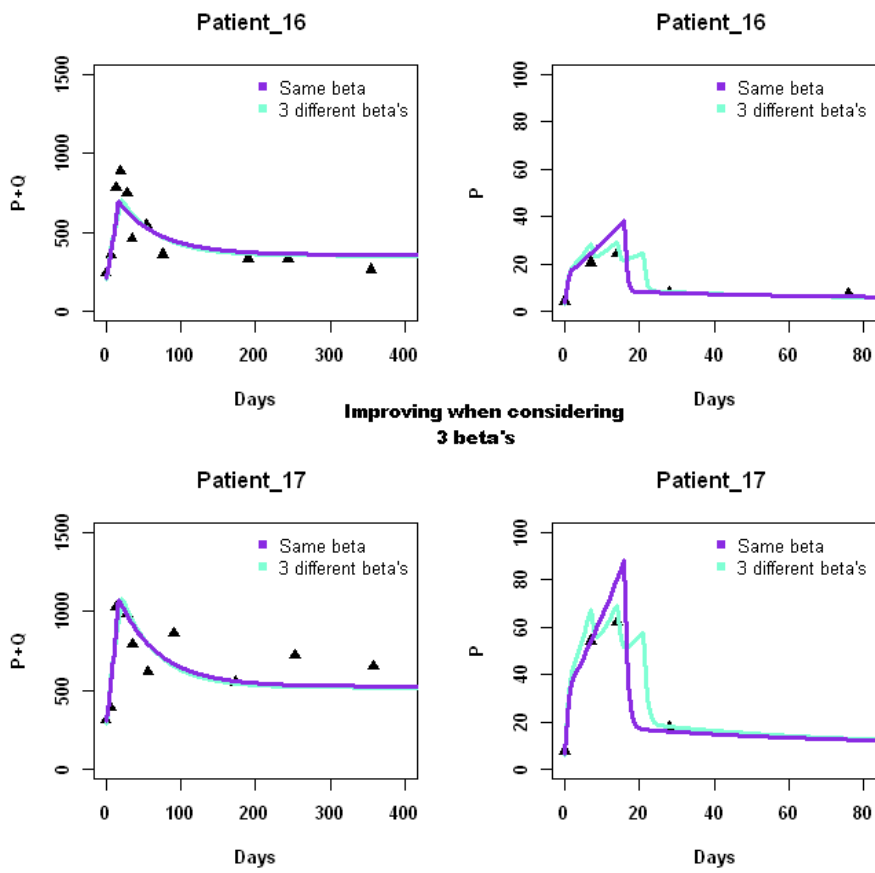 Patient_16
P+Q
1500
1000
500
0
Same beta
3 different beta's
0 100 200 300 400
Days
Patient_16
P
100
80
60
40
20
0
Same beta
3 different beta's
0 20 40 60 80
Days
Improving when considering
3 beta's
Patient_17
P+Q
1500
1000
500
0
Same beta
3 different beta's
0 100 200 300 400
Days
Patient_17
P
100
80
60
40
20
0
Same beta
3 different beta's
0 20 40 60 80
Days